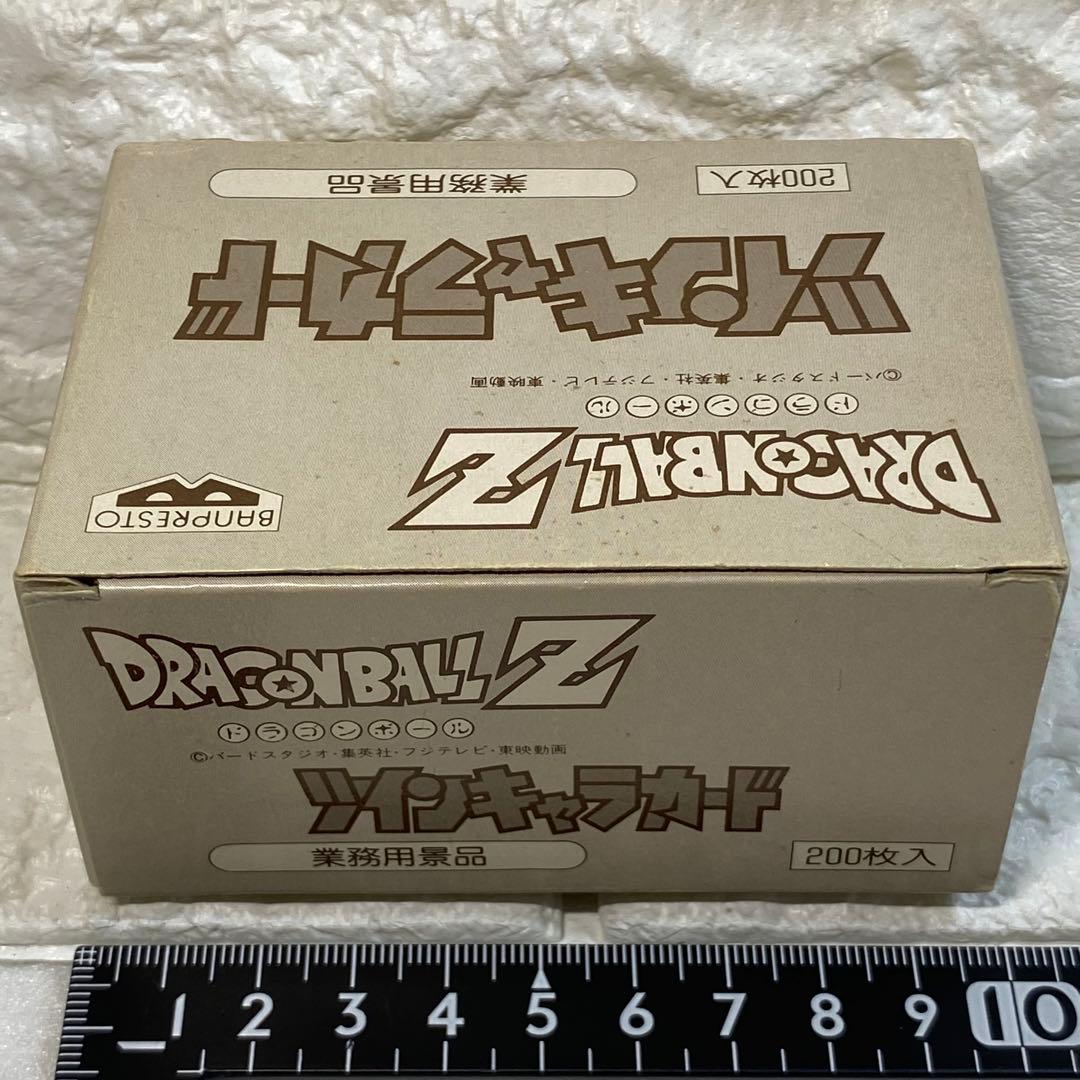 DRAGONBALL Z
ドラゴンボール
©バードスタジオ・集英社・フジテレビ・東映動画
ツインキャラカード
業務用景品
200枚入
BANPRESTO
DRAGONBALL Z
ドラゴンボール
©バードスタジオ・集英社・フジテレビ・東映動画
ツインキャラカード
業務用景品
200枚入
1 2 3 4 5 6 7 8 9 10